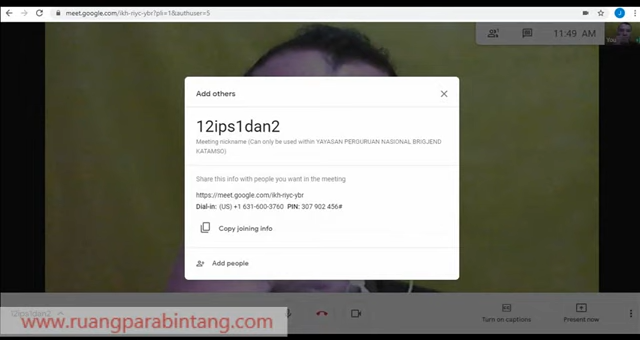 meet.google.com/ikh-nyc-ybr?pli=1&authuser=5
J
11:49 AM
You
Add others
12ips1dan2
Meeting nickname (Can only be used within YAYASAN PERGURUAN NASIONAL BRIGJEND
KATAMSO)
Share this info with people you want in the meeting
https://meet.google.com/ikh-nyc-ybr
Dial-in: (US) +1 631-600-3760 PIN: 307 902 456#
Copy joining info
Add people
12ips1dan2
www.ruangparabintang.com
Turn on captions
Present now